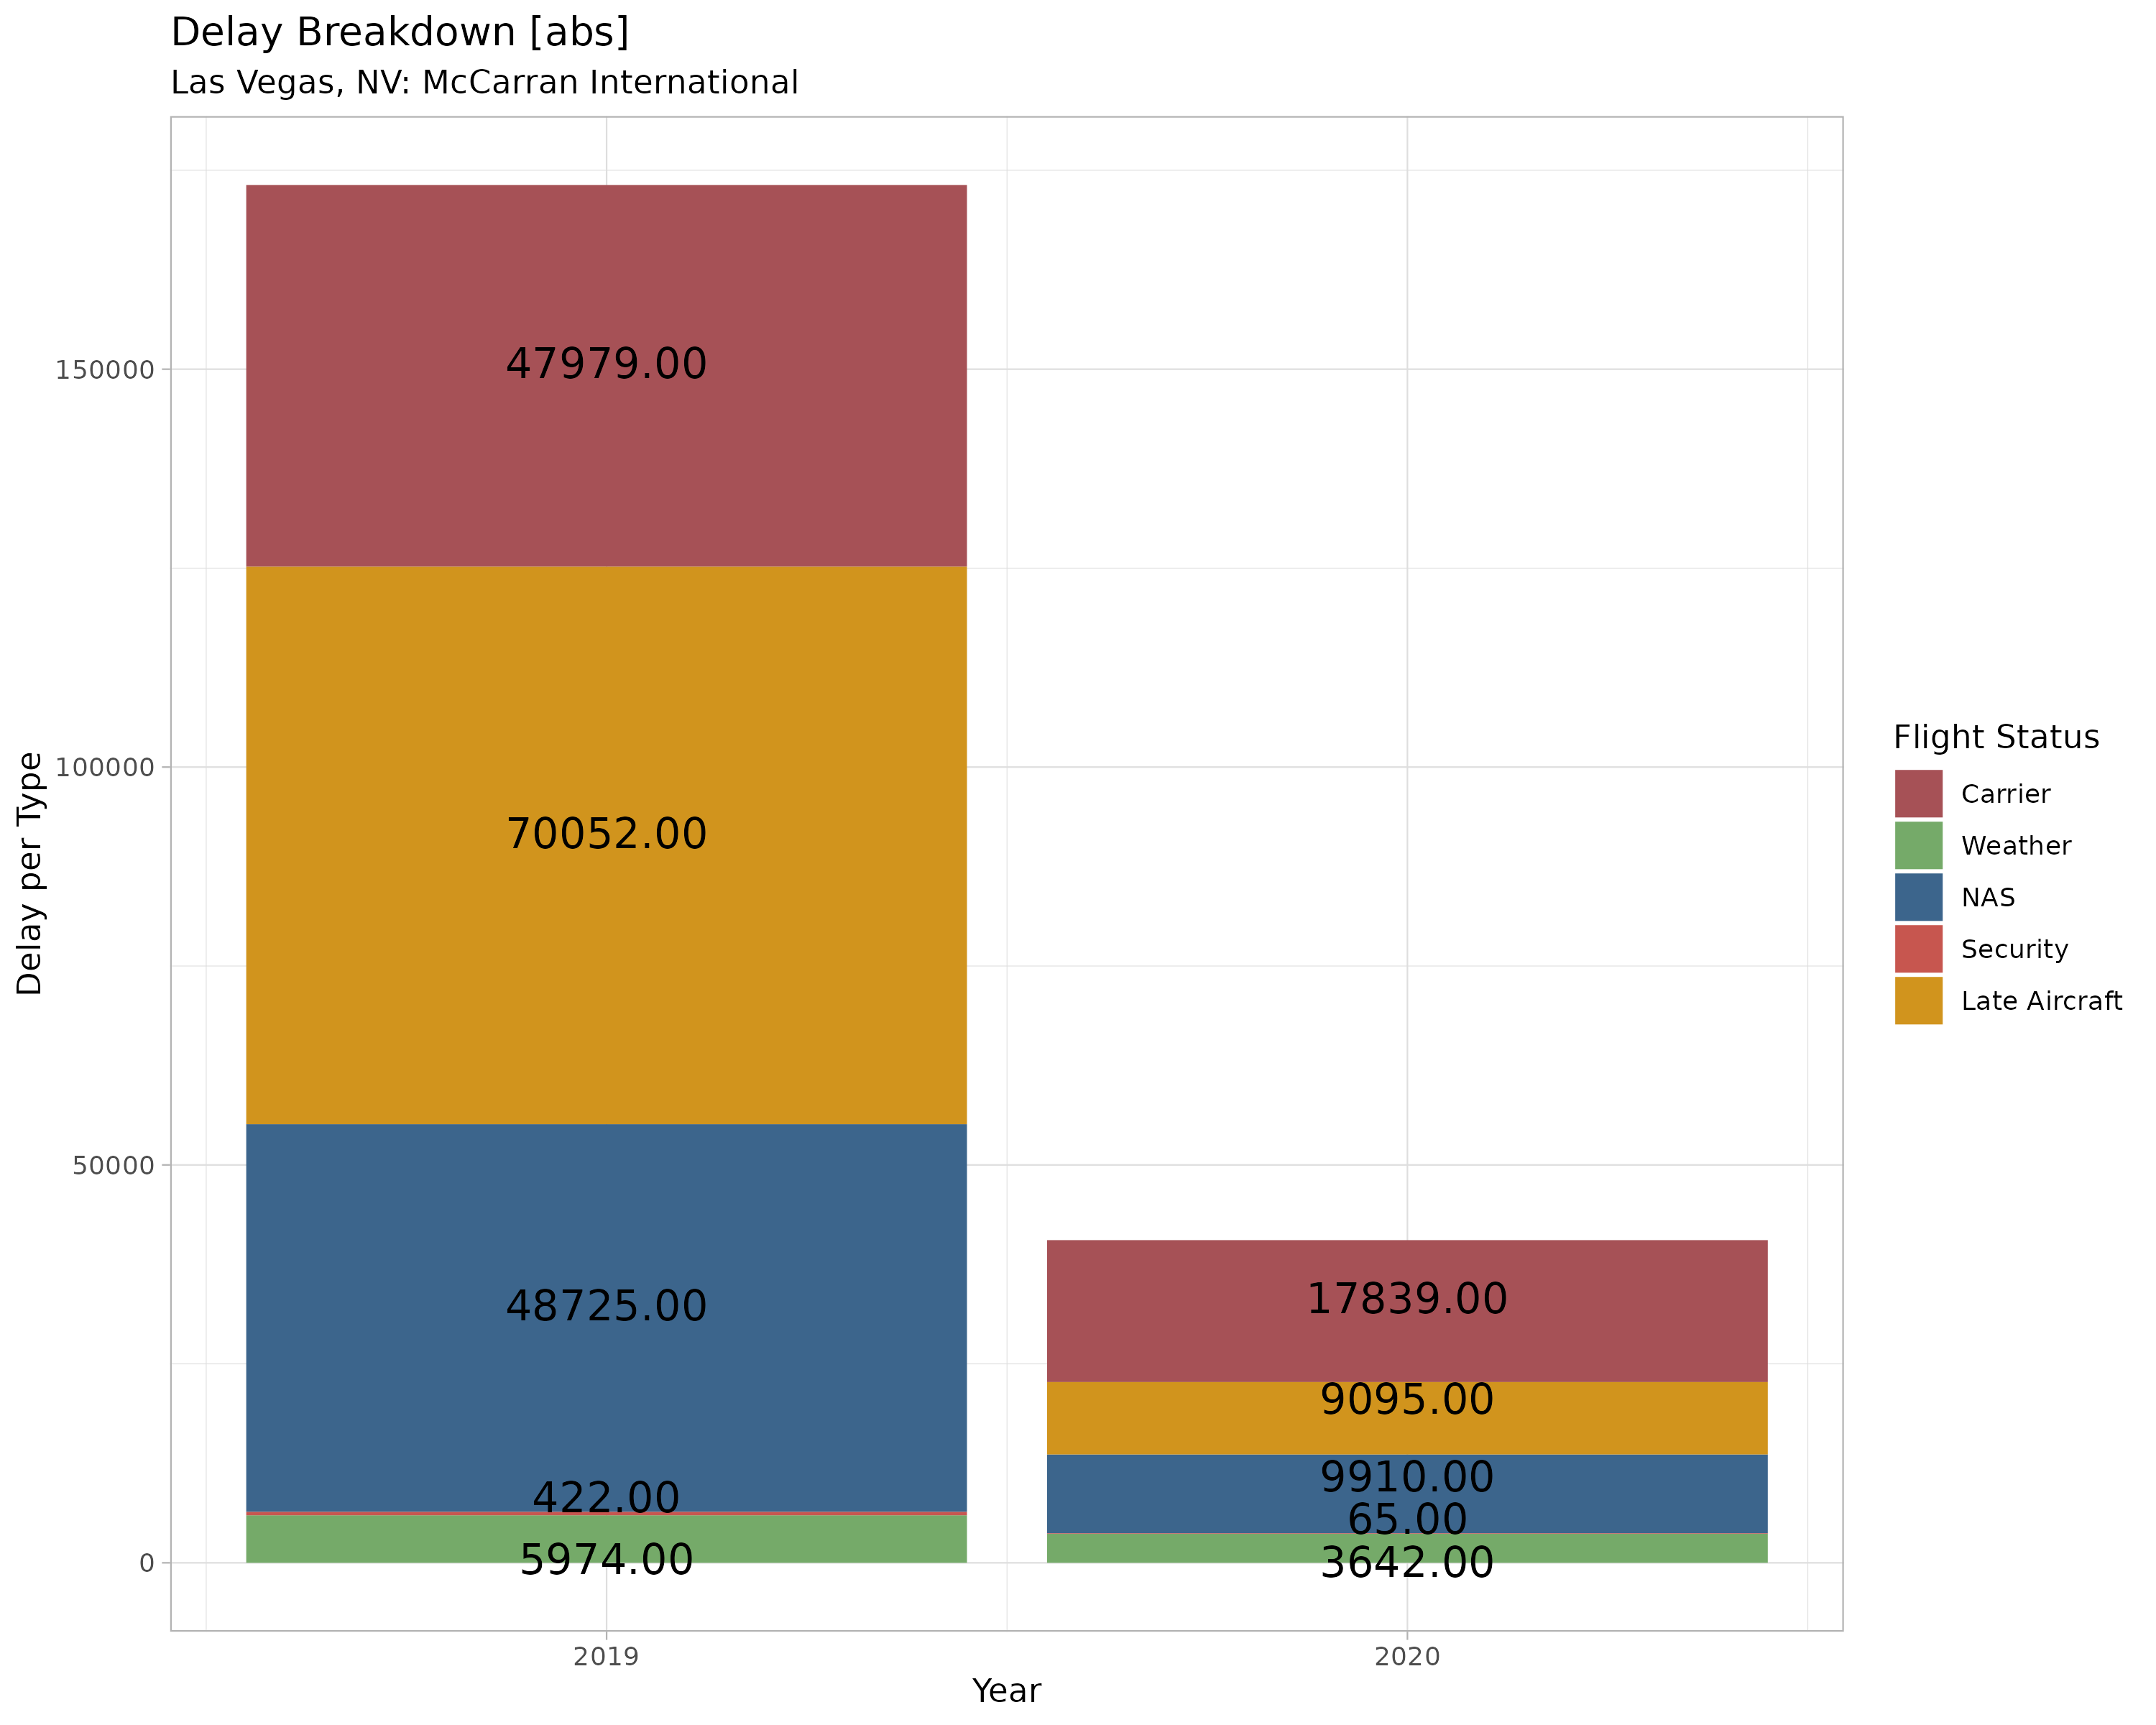 Delay Breakdown [abs]
Las Vegas, NV: McCarran International
Delay per Type
150000
100000
50000
0
47979.00
70052.00
48725.00
422.00
5974.00
17839.00
9095.00
9910.00
65.00
3642.00
2019
2020
Year
Flight Status
Carrier
Weather
NAS
Security
Late Aircraft